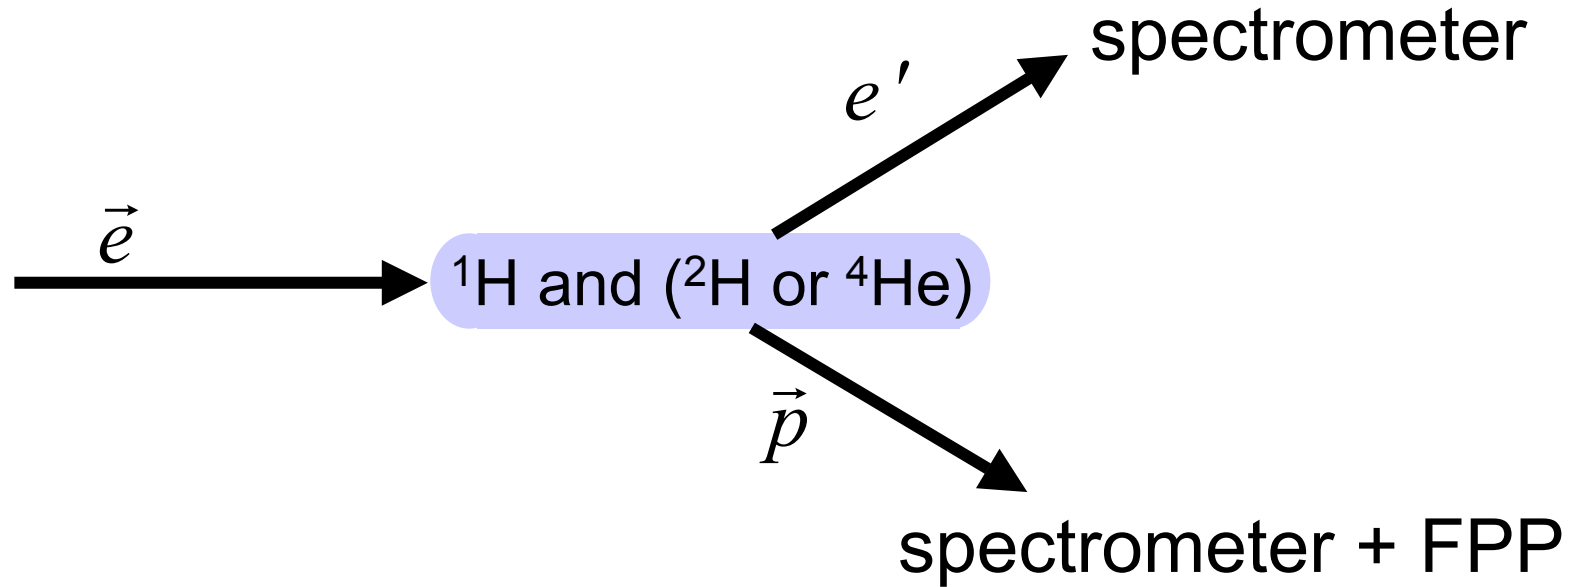 spectrometer
e′
e⃗
¹H and (²H or ⁴He)
p⃗
spectrometer + FPP